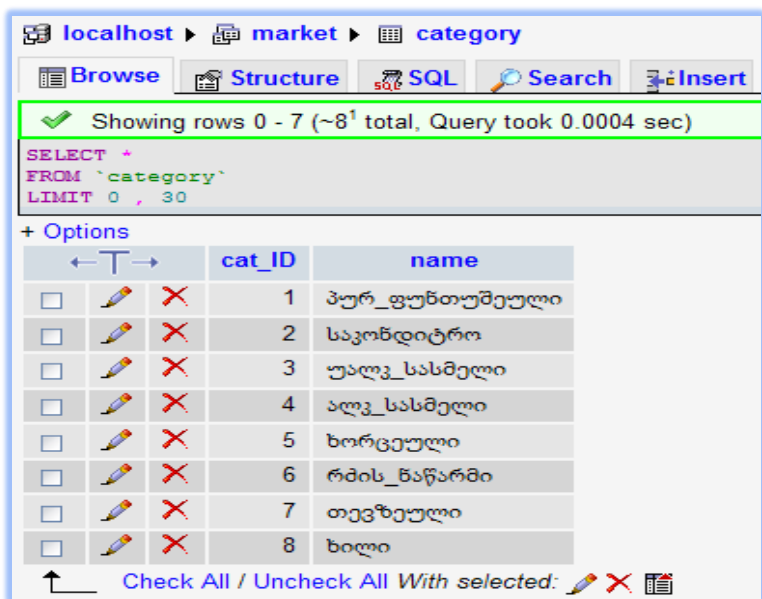 localhost ▸ market ▸ category
Browse Structure SQL Search Insert
Showing rows 0 - 7 (~8¹ total, Query took 0.0004 sec)
SELECT *
FROM `category`
LIMIT 0 , 30
+ Options
←T→ cat_ID name
1 პურ_ფუნთუშეული
2 საკონდიტრო
3 უალკ_სასმელი
4 ალკ_სასმელი
5 ხორცეული
6 რძის_ნაწარმი
7 თევზეული
8 ხილი
Check All / Uncheck All With selected: